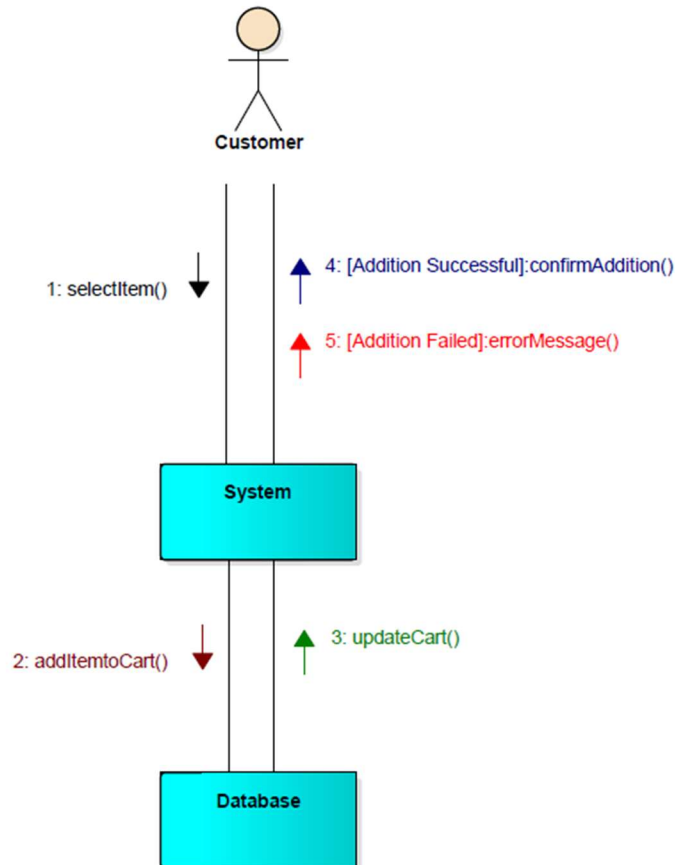 Customer
1: selectItem()
4: [Addition Successful]:confirmAddition()
5: [Addition Failed]:errorMessage()
System
2: addItemtoCart()
3: updateCart()
Database